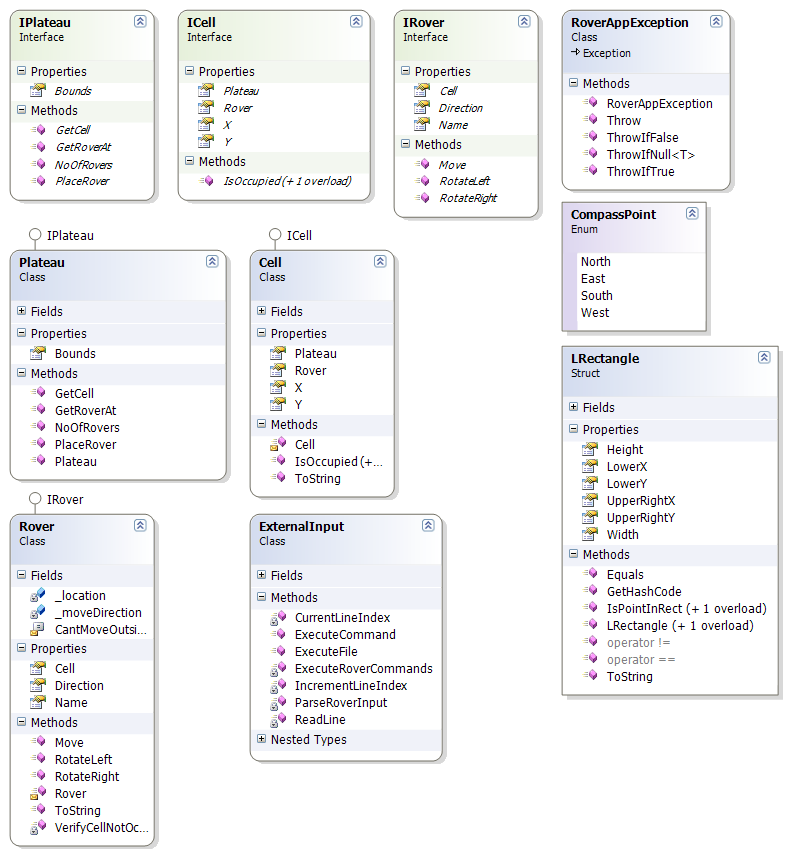 IPlateau
Interface
Properties
Bounds
Methods
GetCell
GetRoverAt
NoOfRovers
PlaceRover
ICell
Interface
Properties
Plateau
Rover
X
Y
Methods
IsOccupied (+ 1 overload)
IRover
Interface
Properties
Cell
Direction
Name
Methods
Move
RotateLeft
RotateRight
RoverAppException
Class
Exception
Methods
RoverAppException
Throw
ThrowIfFalse
ThrowIfNull<T>
ThrowIfTrue
CompassPoint
Enum
North
East
South
West
IPlateau
Plateau
Class
Fields
Properties
Bounds
Methods
GetCell
GetRoverAt
NoOfRovers
PlaceRover
Plateau
ICell
Cell
Class
Fields
Properties
Plateau
Rover
X
Y
Methods
Cell
IsOccupied (+...
ToString
LRectangle
Struct
Fields
Properties
Height
LowerX
LowerY
UpperRightX
UpperRightY
Width
Methods
Equals
GetHashCode
IsPointInRect (+ 1 overload)
LRectangle (+ 1 overload)
operator !=
operator ==
ToString
IRover
Rover
Class
Fields
_location
_moveDirection
CantMoveOutsi...
Properties
Cell
Direction
Name
Methods
Move
RotateLeft
RotateRight
Rover
ToString
VerifyCellNotOc...
ExternalInput
Class
Fields
Methods
CurrentLineIndex
ExecuteCommand
ExecuteFile
ExecuteRoverCommands
IncrementLineIndex
ParseRoverInput
ReadLine
Nested Types